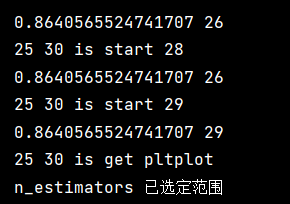 0.8640565524741707 26
25 30 is start 28
0.8640565524741707 26
25 30 is start 29
0.8640565524741707 29
25 30 is get pltplot
n_estimators 已选定范围